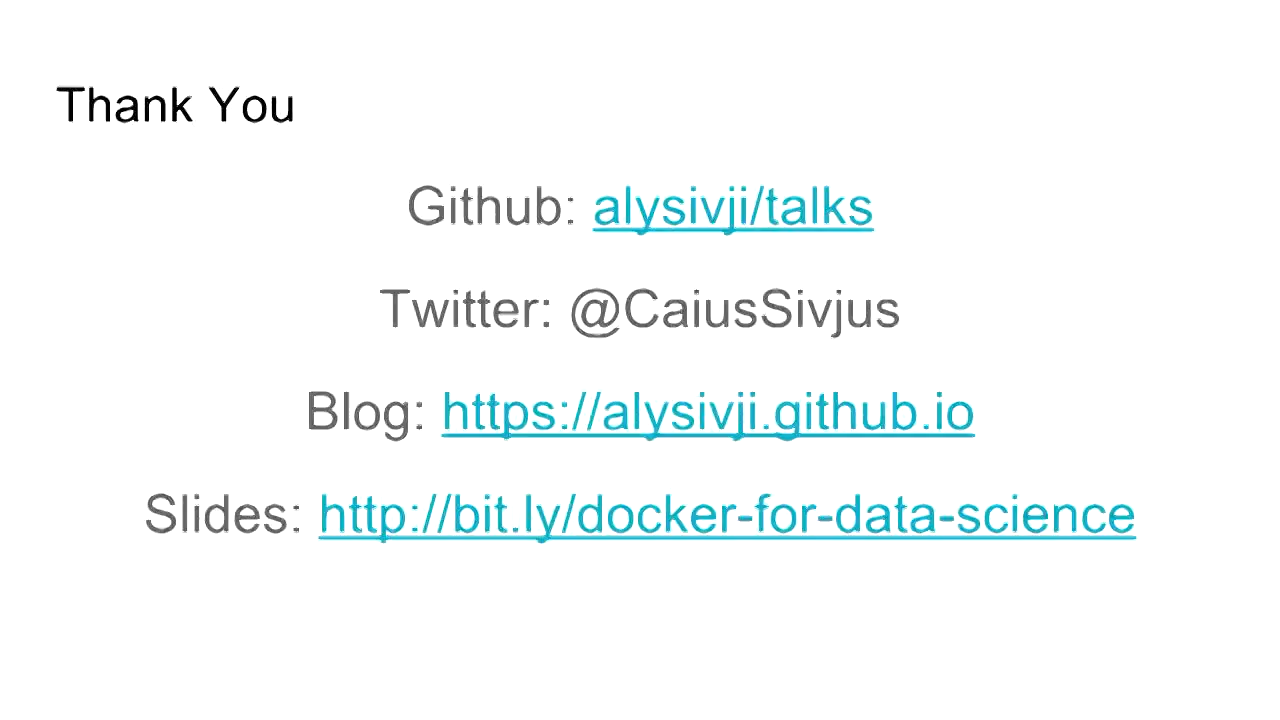 Thank You
Github: alysivji/talks
Twitter: @CaiusSivjus
Blog: https://alysivji.github.io
Slides: http://bit.ly/docker-for-data-science